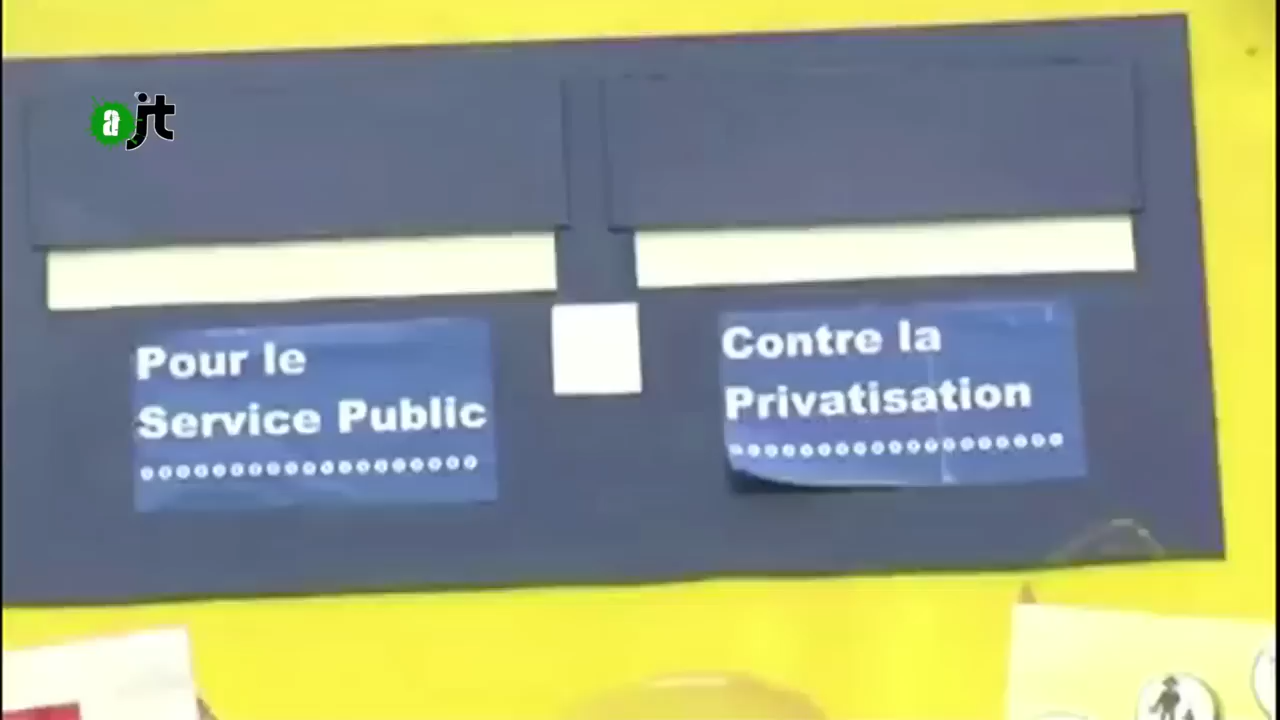 ajt
Pour le
Service Public
Contre la
Privatisation